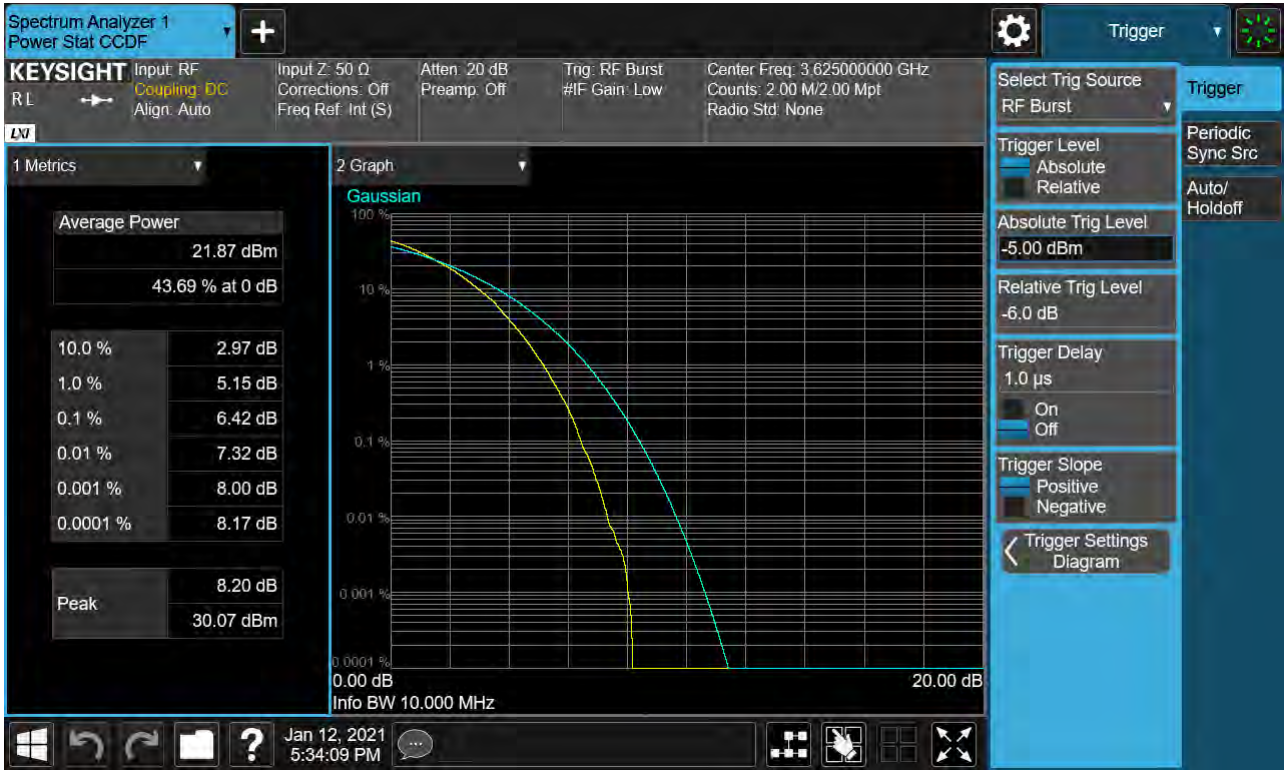 Spectrum Analyzer 1
Power Stat CCDF
Trigger
KEYSIGHT
RL
LXI
Input: RF
Coupling: DC
Align: Auto
Input Z: 50 Ω
Corrections: Off
Freq Ref: Int (S)
Atten: 20 dB
Preamp: Off
Trig: RF Burst
#IF Gain: Low
Center Freq: 3.625000000 GHz
Counts: 2.00 M/2.00 Mpt
Radio Std: None
1 Metrics
Average Power
21.87 dBm
43.69 % at 0 dB
10.0 % 2.97 dB
1.0 % 5.15 dB
0.1 % 6.42 dB
0.01 % 7.32 dB
0.001 % 8.00 dB
0.0001 % 8.17 dB
Peak
8.20 dB
30.07 dBm
2 Graph
Gaussian
100 %
10 %
1 %
0.1 %
0.01 %
0.001 %
0.0001 %
0.00 dB
20.00 dB
Info BW 10.000 MHz
Select Trig Source
RF Burst
Trigger Level
Absolute
Relative
Absolute Trig Level
-5.00 dBm
Relative Trig Level
-6.0 dB
Trigger Delay
1.0 µs
On
Off
Trigger Slope
Positive
Negative
Trigger Settings
Diagram
Trigger
Periodic
Sync Src
Auto/
Holdoff
?
Jan 12, 2021
5:34:09 PM